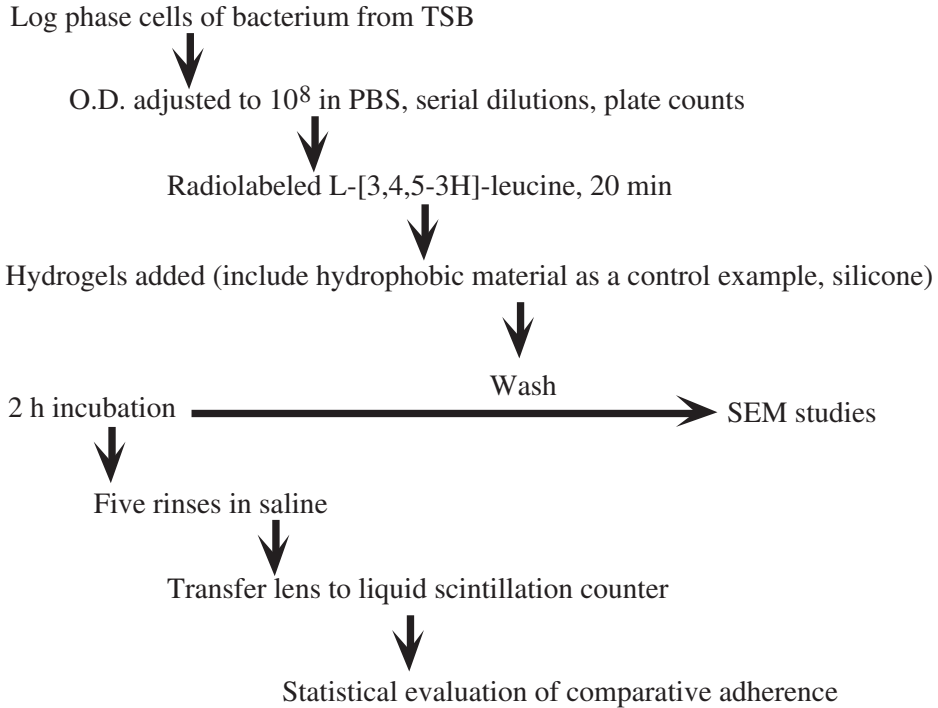 Log phase cells of bacterium from TSB
O.D. adjusted to 10⁸ in PBS, serial dilutions, plate counts
Radiolabeled L-[3,4,5-3H]-leucine, 20 min
Hydrogels added (include hydrophobic material as a control example, silicone)
Wash
2 h incubation
SEM studies
Five rinses in saline
Transfer lens to liquid scintillation counter
Statistical evaluation of comparative adherence